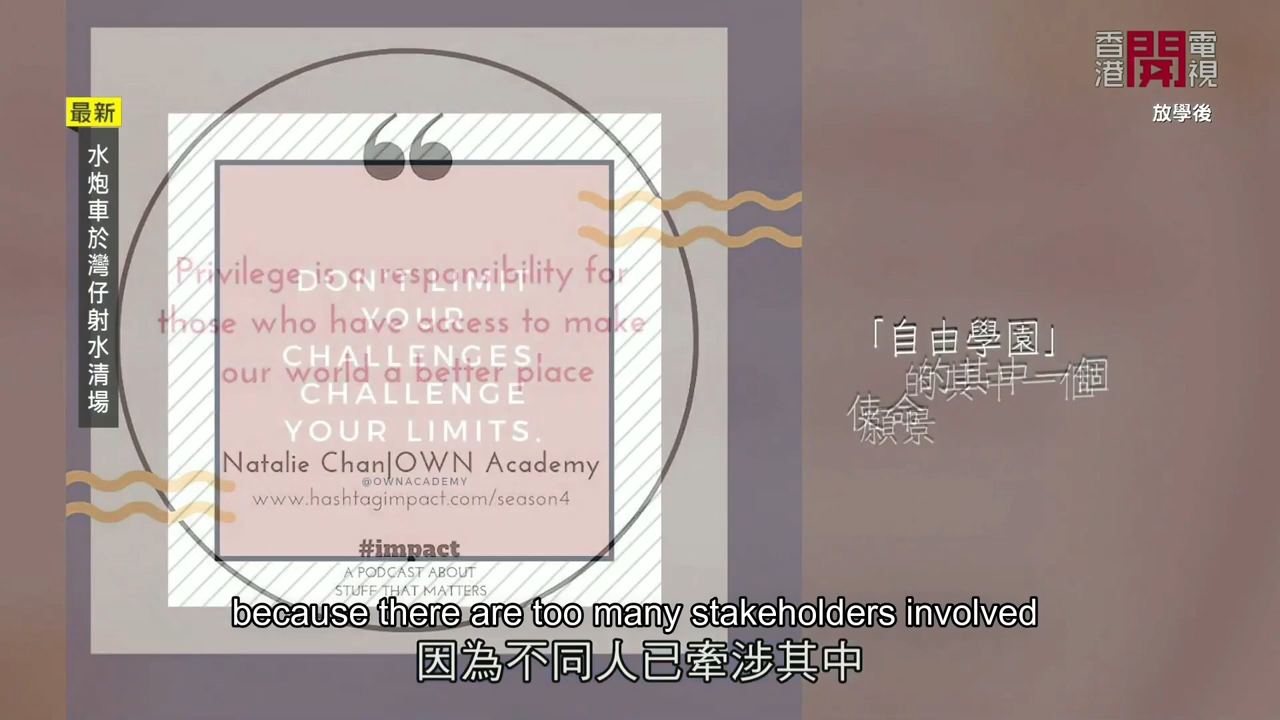 香港開電視
放學後
最新
水炮車於灣仔射水清場
Privilege is a responsibility for
those who have access to make
our world a better place
DON'T LIMIT
YOUR
CHALLENGES.
CHALLENGE
YOUR LIMITS.
Natalie Chan|OWN Academy
@OWNACADEMY
www.hashtagimpact.com/season4
#impact
A PODCAST ABOUT
STUFF THAT MATTERS
「自由學園」
的其中一個
使命
願景
because there are too many stakeholders involved
因為不同人已牽涉其中